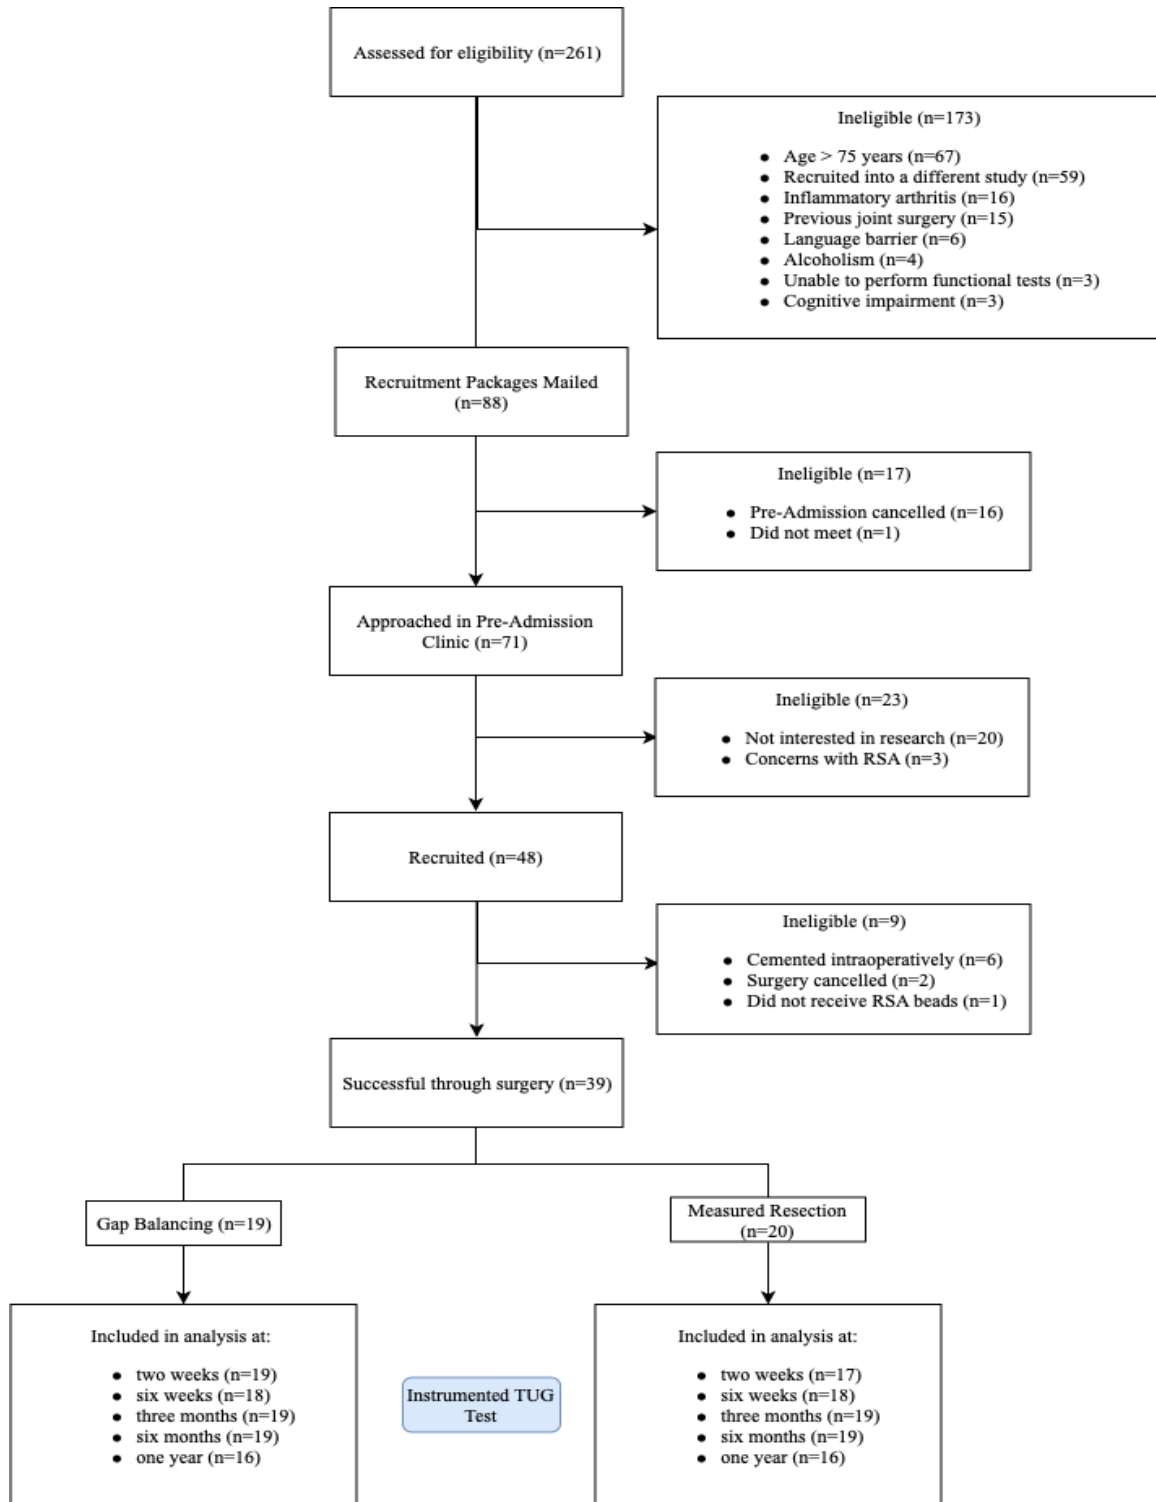 Assessed for eligibility (n=261)
Ineligible (n=173)
● Age > 75 years (n=67)
● Recruited into a different study (n=59)
● Inflammatory arthritis (n=16)
● Previous joint surgery (n=15)
● Language barrier (n=6)
● Alcoholism (n=4)
● Unable to perform functional tests (n=3)
● Cognitive impairment (n=3)
Recruitment Packages Mailed
(n=88)
Ineligible (n=17)
● Pre-Admission cancelled (n=16)
● Did not meet (n=1)
Approached in Pre-Admission
Clinic (n=71)
Ineligible (n=23)
● Not interested in research (n=20)
● Concerns with RSA (n=3)
Recruited (n=48)
Ineligible (n=9)
● Cemented intraoperatively (n=6)
● Surgery cancelled (n=2)
● Did not receive RSA beads (n=1)
Successful through surgery (n=39)
Gap Balancing (n=19)
Measured Resection
(n=20)
Included in analysis at:
● two weeks (n=19)
● six weeks (n=18)
● three months (n=19)
● six months (n=19)
● one year (n=16)
Instrumented TUG
Test
Included in analysis at:
● two weeks (n=17)
● six weeks (n=18)
● three months (n=19)
● six months (n=19)
● one year (n=16)